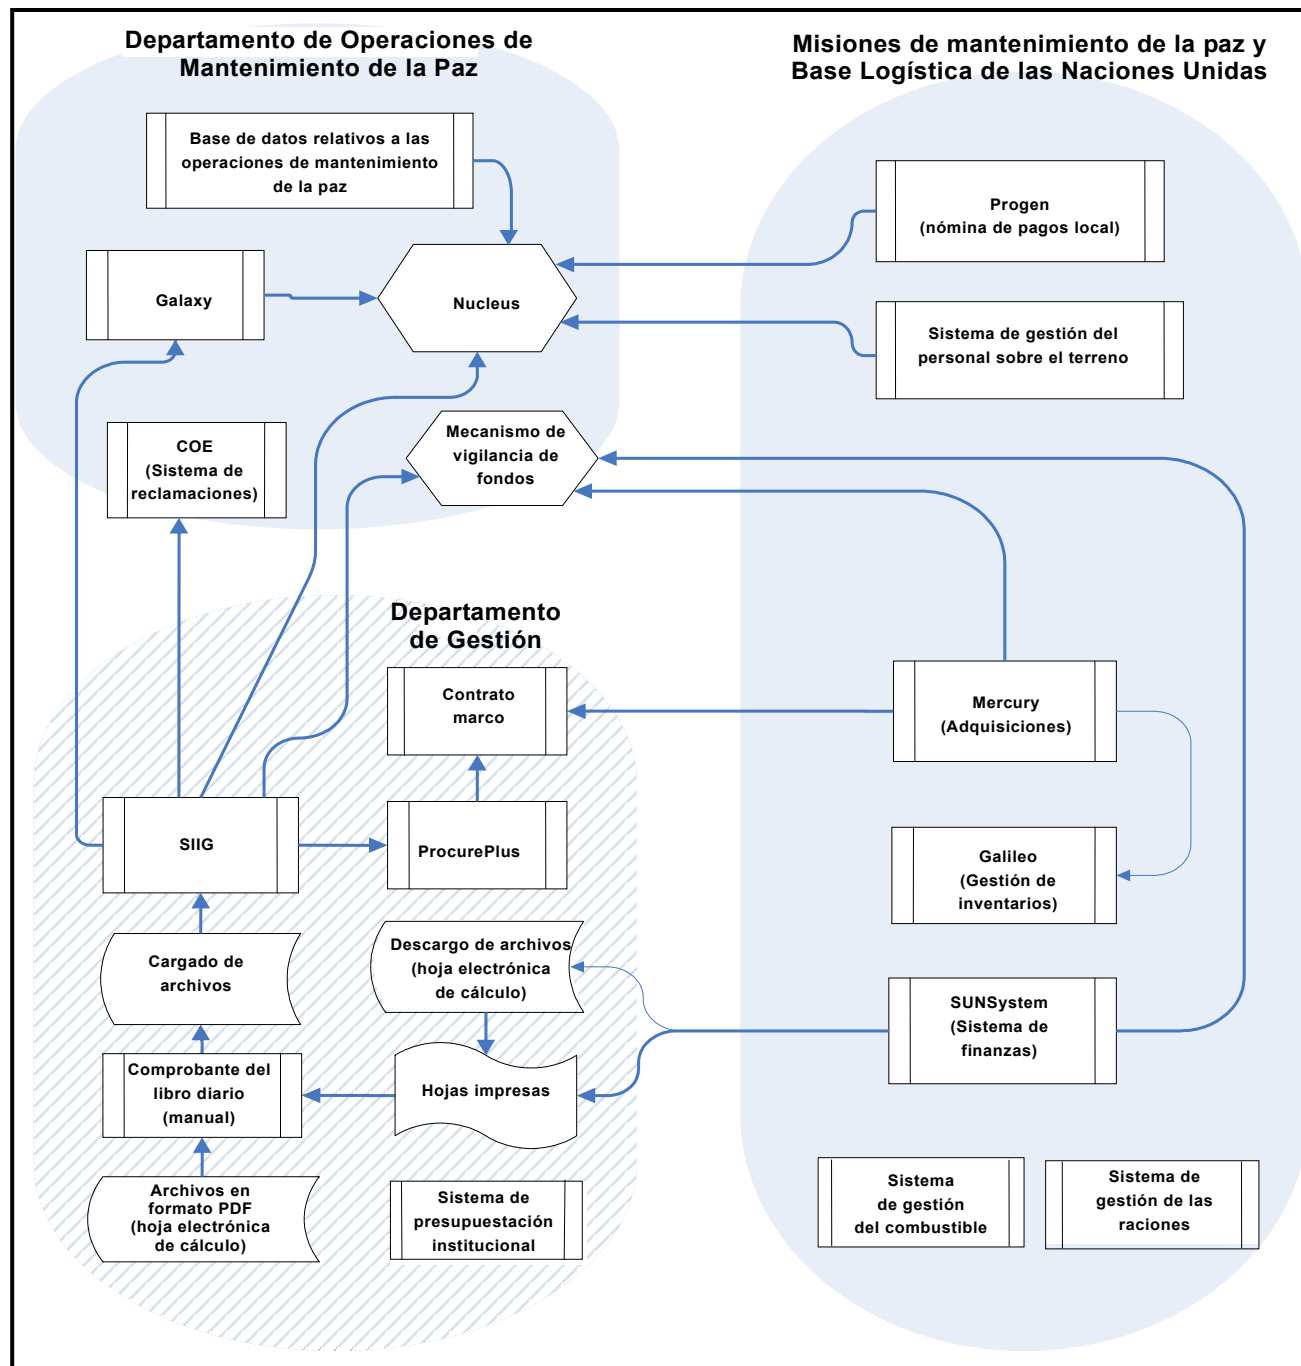 Departamento de Operaciones de
Mantenimiento de la Paz
Misiones de mantenimiento de la paz y
Base Logística de las Naciones Unidas
Base de datos relativos a las
operaciones de mantenimiento
de la paz
Progen
(nómina de pagos local)
Galaxy
Nucleus
Sistema de gestión del
personal sobre el terreno
COE
(Sistema de
reclamaciones)
Mecanismo de
vigilancia de
fondos
Departamento
de Gestión
Contrato
marco
Mercury
(Adquisiciones)
SIIG
ProcurePlus
Galileo
(Gestión de
inventarios)
Cargado de
archivos
Descargo de archivos
(hoja electrónica
de cálculo)
SUNSystem
(Sistema de
finanzas)
Comprobante del
libro diario
(manual)
Hojas impresas
Archivos en
formato PDF
(hoja electrónica
de cálculo)
Sistema de
presupuestación
institucional
Sistema
de gestión
del combustible
Sistema de
gestión de las
raciones